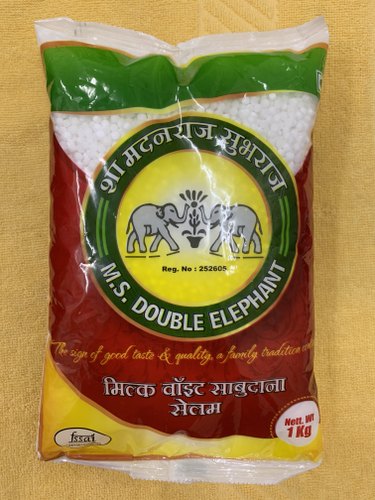 शा मदनराज सुभराज
Reg. No : 252605
M.S. DOUBLE ELEPHANT
The sign of good taste & quality, a family tradition
मिल्क वॉइट साबुदाना
सेलम
Nett. Wt
1 Kg
fssai